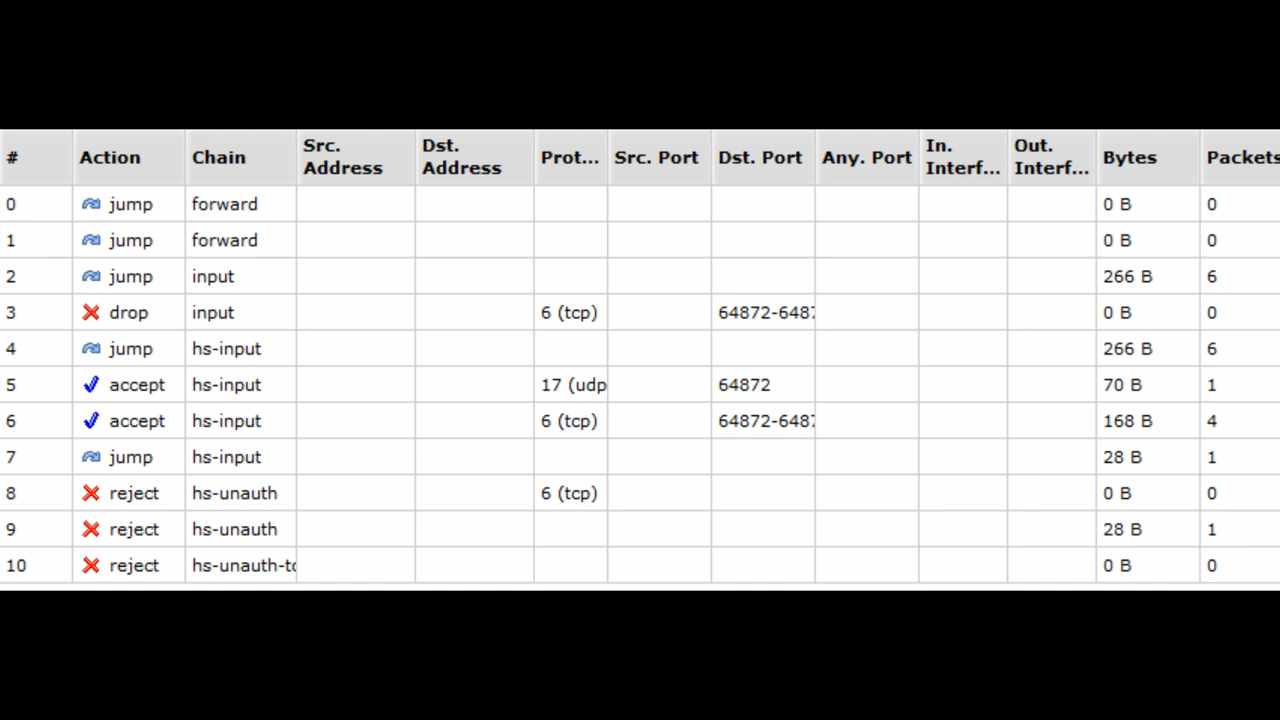 # Action Chain Src. Address Dst. Address Prot... Src. Port Dst. Port Any. Port In. Interf... Out. Interf... Bytes Packets
0 jump forward 0 B 0
1 jump forward 0 B 0
2 jump input 266 B 6
3 drop input 6 (tcp) 64872-6487 0 B 0
4 jump hs-input 266 B 6
5 accept hs-input 17 (udp 64872 70 B 1
6 accept hs-input 6 (tcp) 64872-6487 168 B 4
7 jump hs-input 28 B 1
8 reject hs-unauth 6 (tcp) 0 B 0
9 reject hs-unauth 28 B 1
10 reject hs-unauth-to 0 B 0